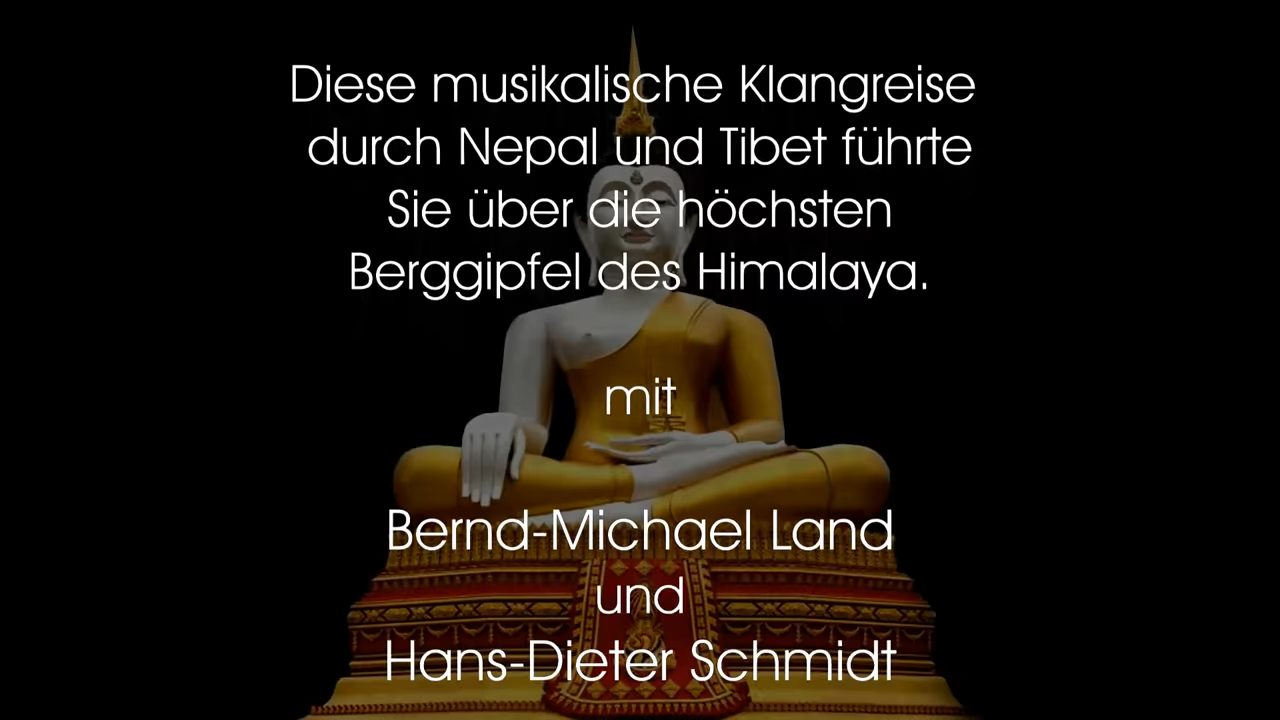 Diese musikalische Klangreise
durch Nepal und Tibet führte
Sie über die höchsten
Berggipfel des Himalaya.
mit
Bernd-Michael Land
und
Hans-Dieter Schmidt